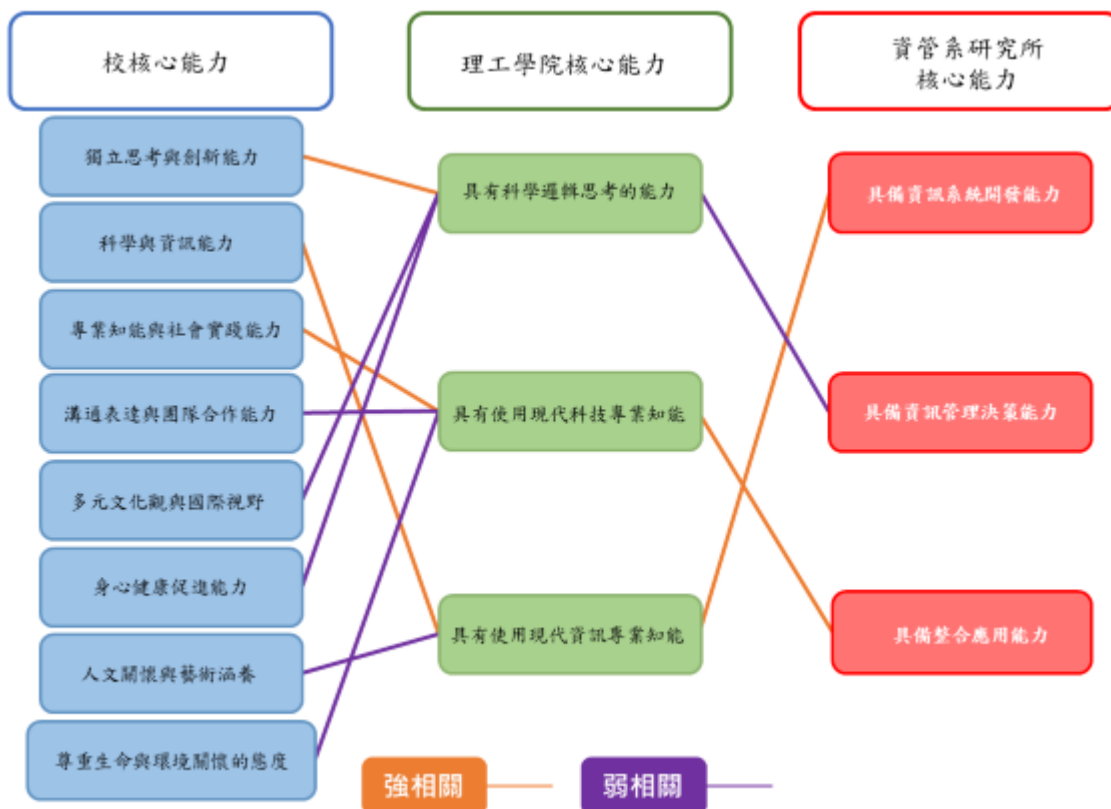 校核心能力
理工學院核心能力
資管系研究所
核心能力
獨立思考與創新能力
科學與資訊能力
專業知能與社會實踐能力
溝通表達與團隊合作能力
多元文化觀與國際視野
身心健康促進能力
人文關懷與藝術涵養
尊重生命與環境關懷的態度
具有科學邏輯思考的能力
具有使用現代科技專業知能
具有使用現代資訊專業知能
具備資訊系統開發能力
具備資訊管理決策能力
具備整合應用能力
強相關
弱相關